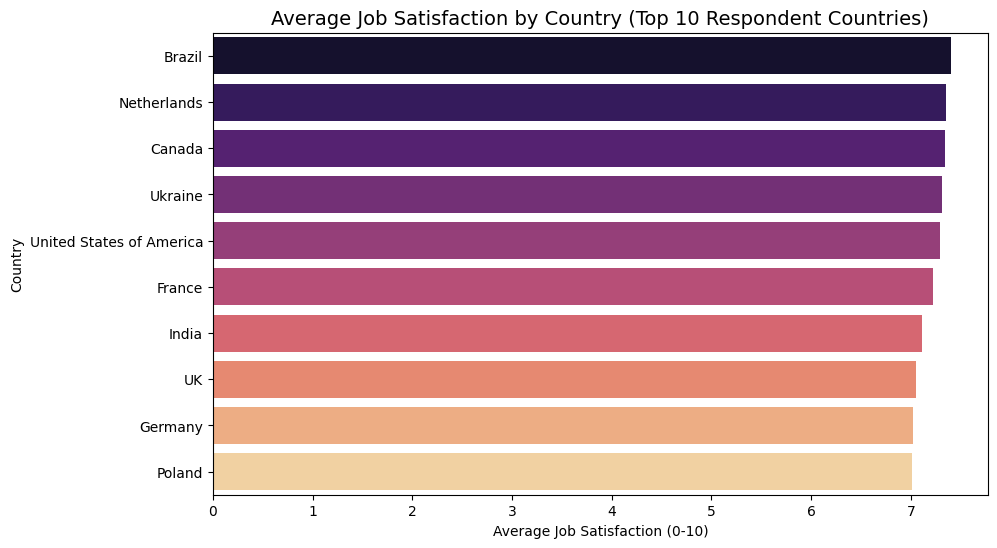 Average Job Satisfaction by Country (Top 10 Respondent Countries)
Country
Brazil
Netherlands
Canada
Ukraine
United States of America
France
India
UK
Germany
Poland
0 1 2 3 4 5 6 7
Average Job Satisfaction (0-10)